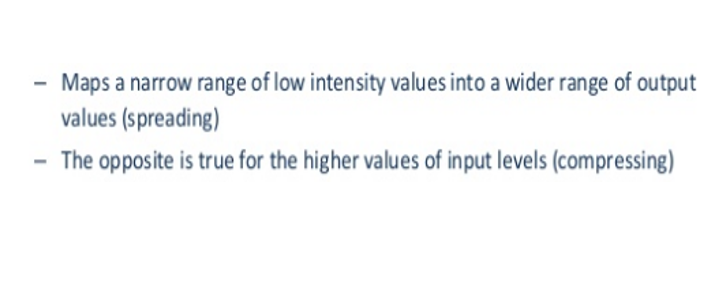 – Maps a narrow range of low intensity values into a wider range of output
values (spreading)
– The opposite is true for the higher values of input levels (compressing)